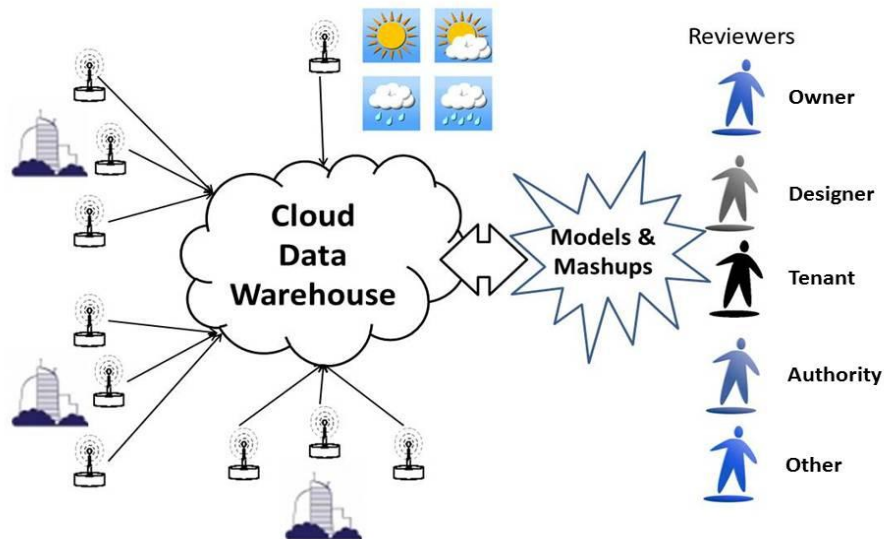 Reviewers
Owner
Designer
Tenant
Authority
Other
Cloud
Data
Warehouse
Models &
Mashups